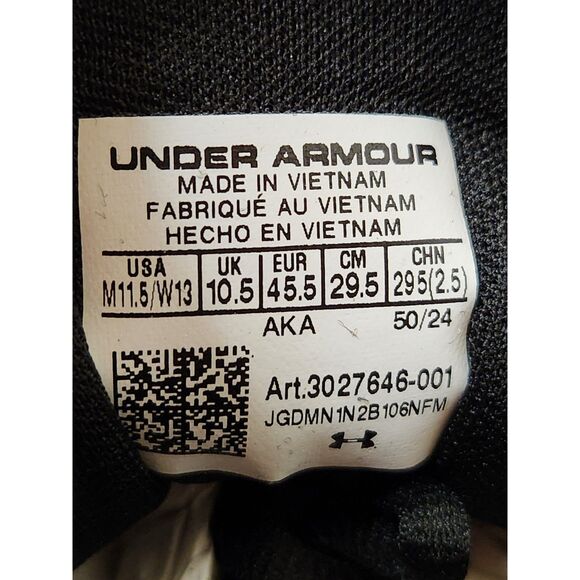 UNDER ARMOUR
MADE IN VIETNAM
FABRIQUÉ AU VIETNAM
HECHO EN VIETNAM
USA UK EUR CM CHN
M11.5/W13 10.5 45.5 29.5 295(2.5)
AKA 50/24
Art.3027646-001
JGDMN1N2B106NFM